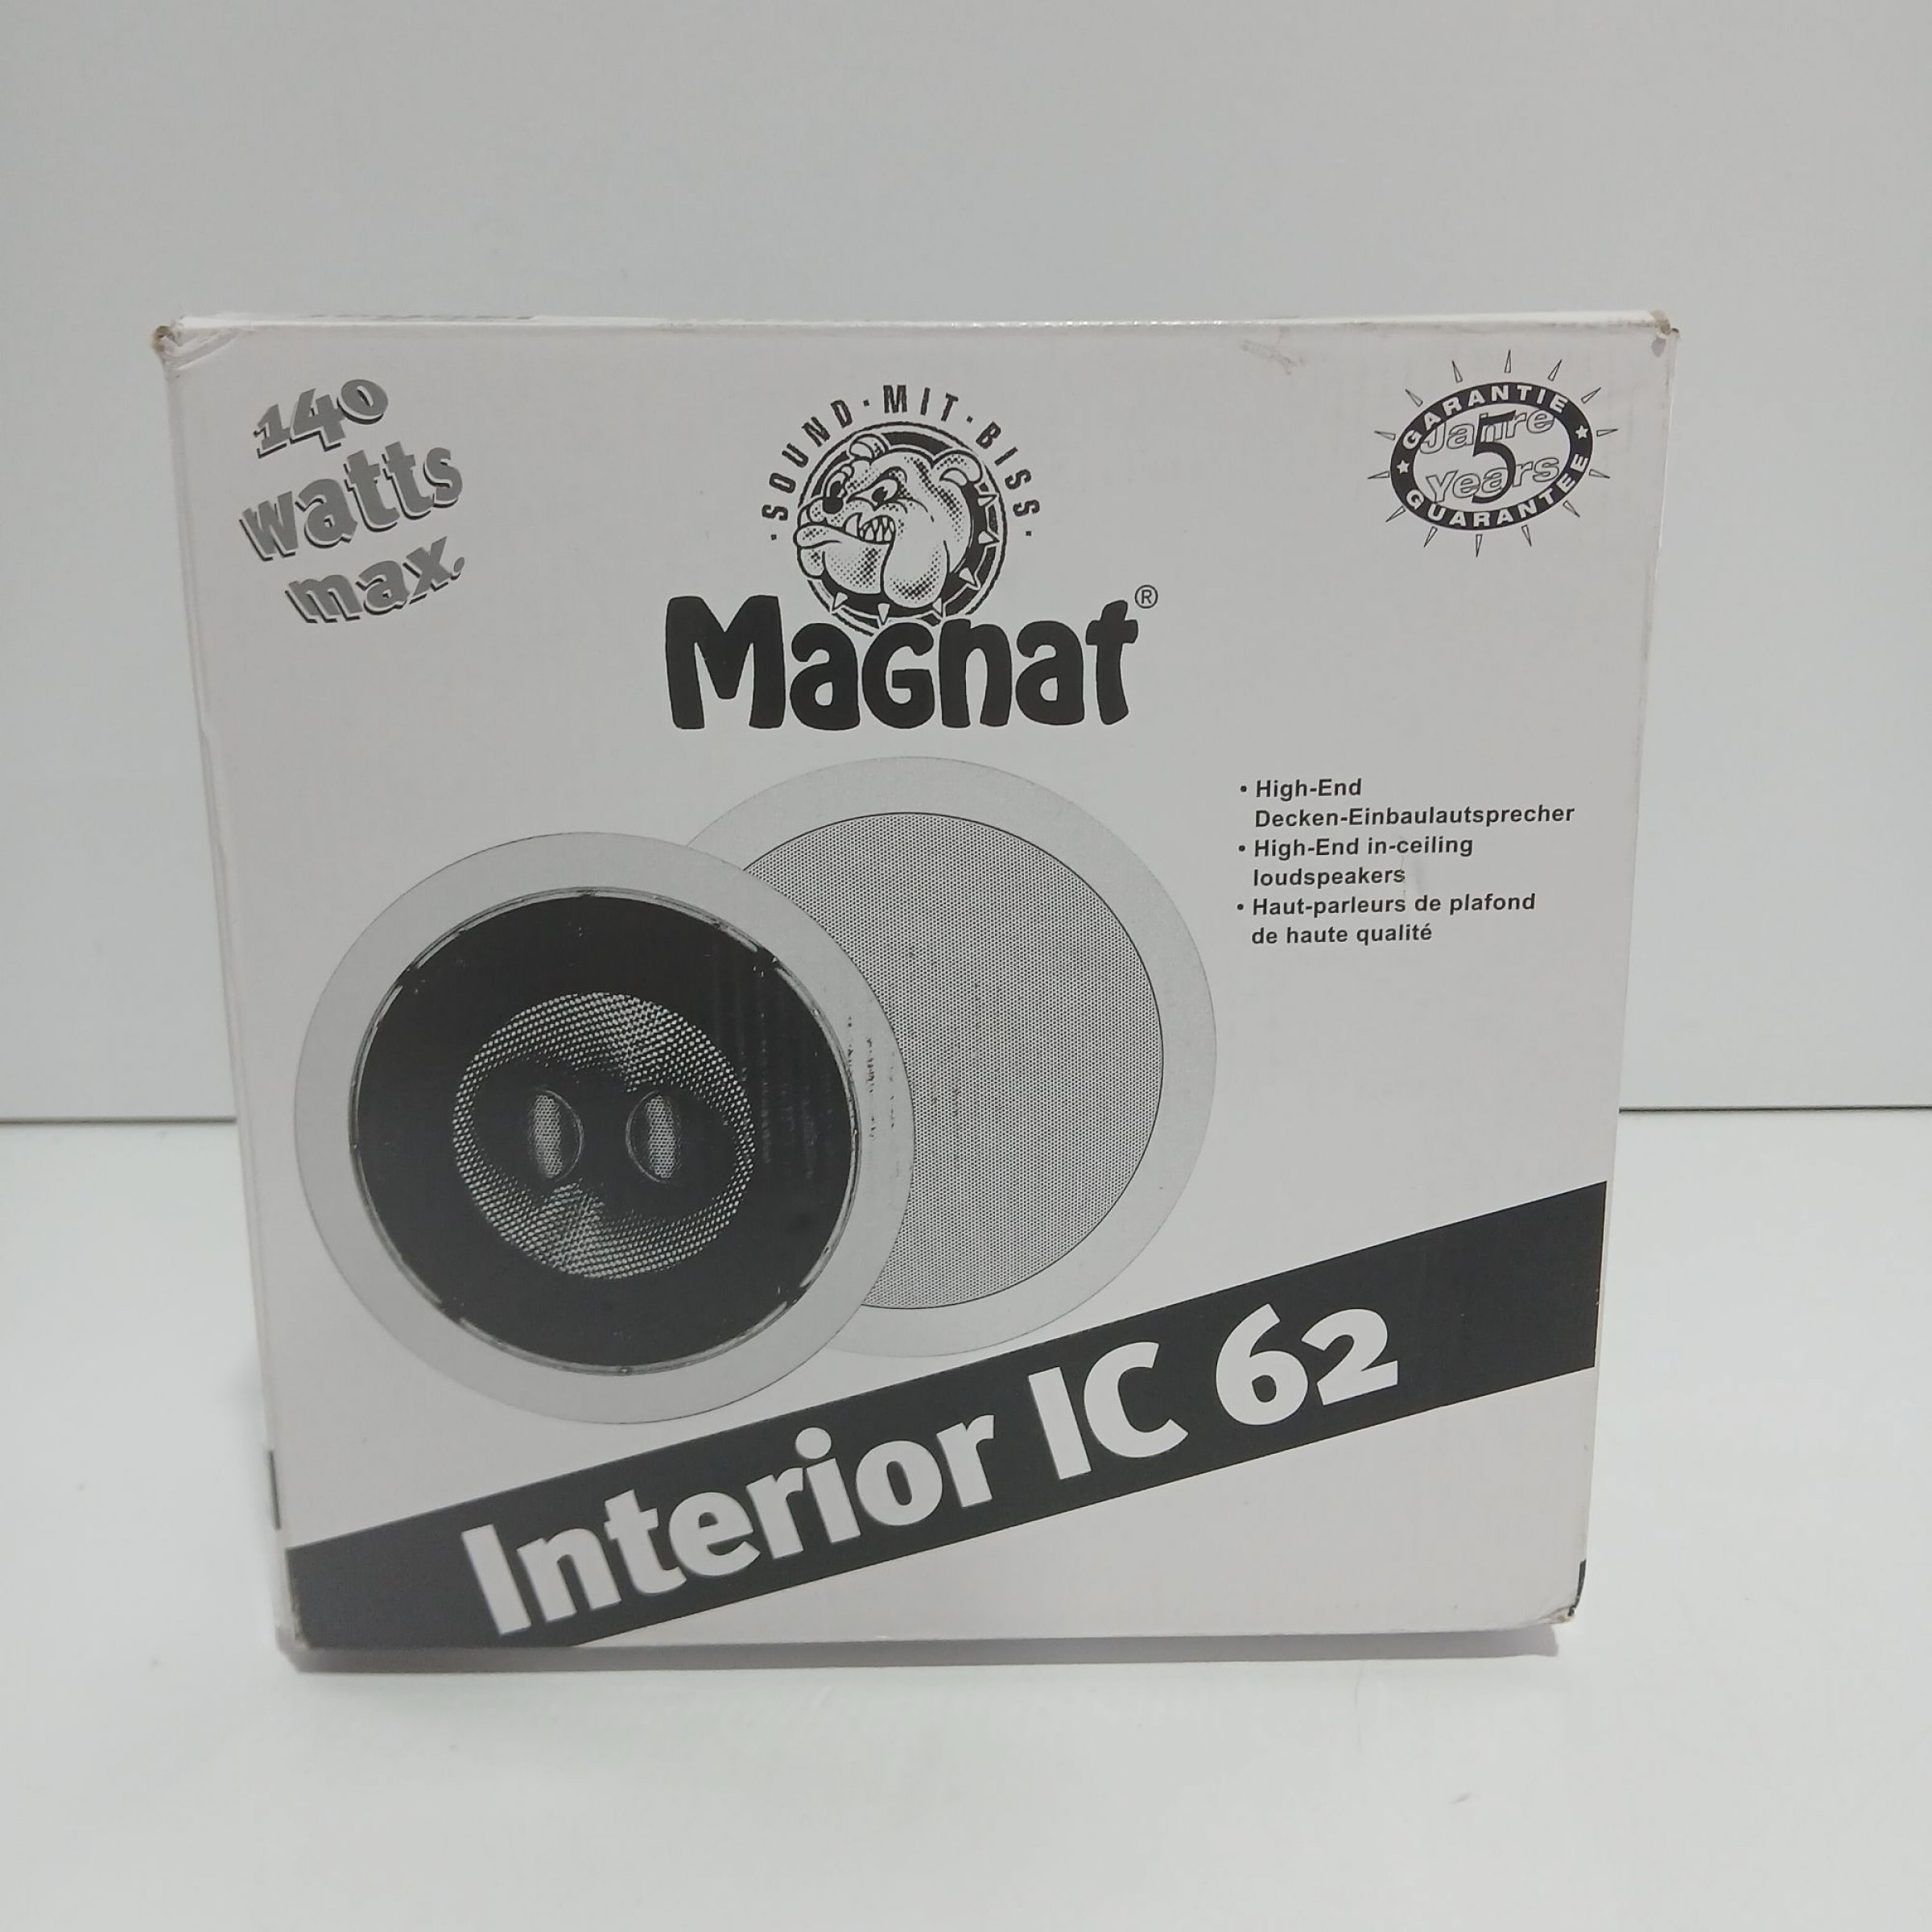 140
watts
max.
· SOUND · MIT · BISS ·
Magnat®
GARANTIE
Jahre
5
Years
GUARANTEE
• High-End
Decken-Einbaulautsprecher
• High-End in-ceiling
loudspeakers
• Haut-parleurs de plafond
de haute qualité
Interior IC 62